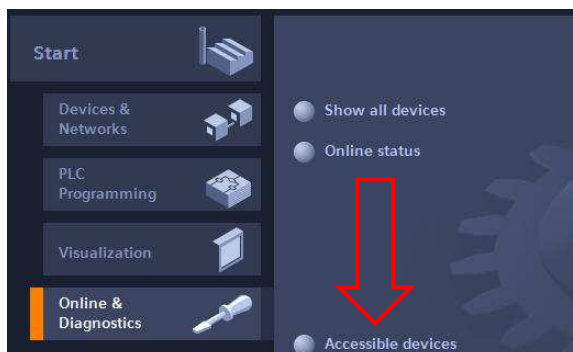 Start
Devices &
Networks
PLC
Programming
Visualization
Online &
Diagnostics
Show all devices
Online status
Accessible devices